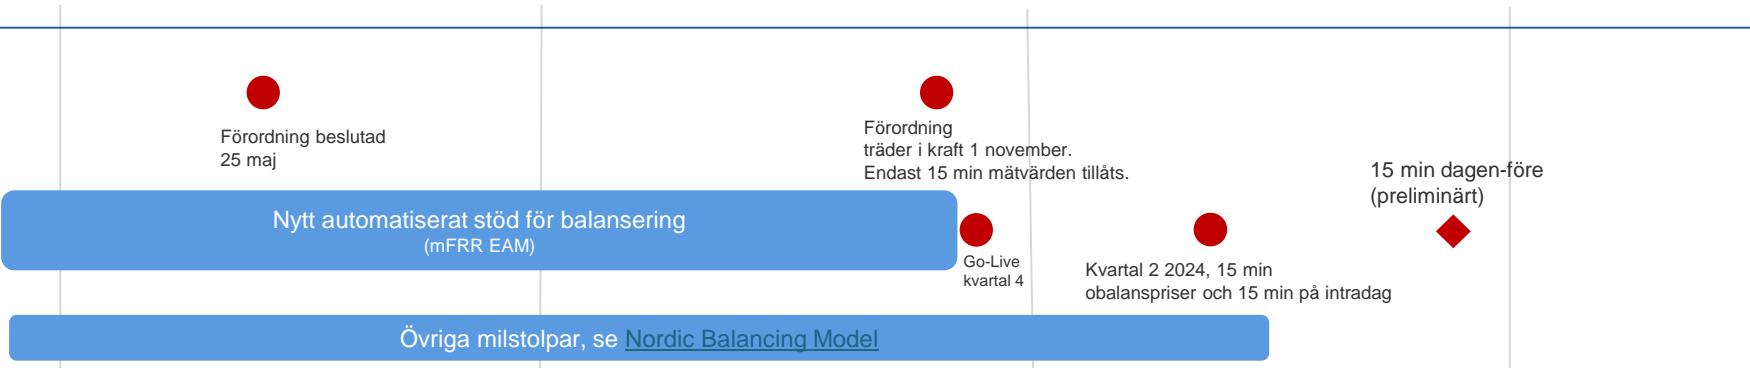 Förordning beslutad
25 maj
Förordning
träder i kraft 1 november.
Endast 15 min mätvärden tillåts.
15 min dagen-före
(preliminärt)
Nytt automatiserat stöd för balansering
(mFRR EAM)
Go-Live
kvartal 4
Kvartal 2 2024, 15 min
obalanspriser och 15 min på intradag
Övriga milstolpar, se Nordic Balancing Model